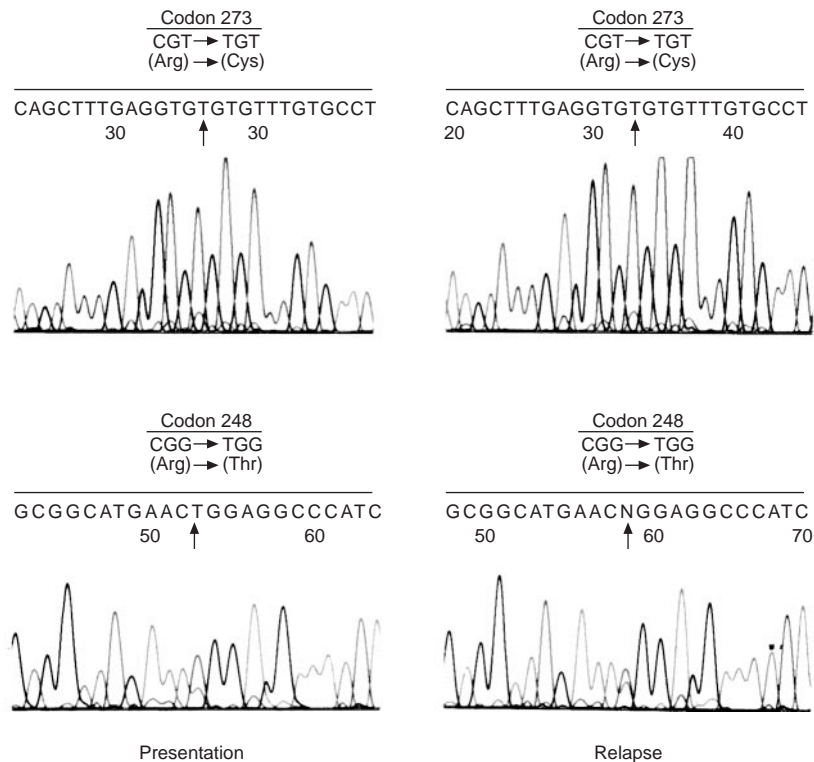 Codon 273
CGT → TGT
(Arg) → (Cys)
CAGCTTTGAGGTGTGTGTTTGTGCCT
30 30
Codon 273
CGT → TGT
(Arg) → (Cys)
CAGCTTTGAGGTGTGTGTTTGTGCCT
20 30 40
Codon 248
CGG → TGG
(Arg) → (Thr)
GCGGCATGAACTGGAGGCCCATC
50 60
Codon 248
CGG → TGG
(Arg) → (Thr)
GCGGCATGAACNGGAGGCCCATC
50 60 70
Presentation
Relapse